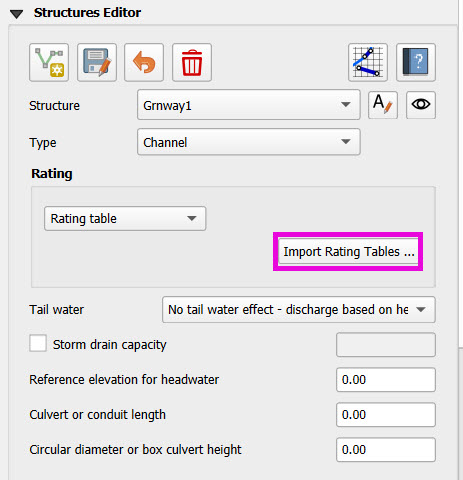 Structures Editor
?
Structure
Grnway1
A
Type
Channel
Rating
Rating table
Import Rating Tables ...
Tail water
No tail water effect - discharge based on he
Storm drain capacity
Reference elevation for headwater
0.00
Culvert or conduit length
0.00
Circular diameter or box culvert height
0.00